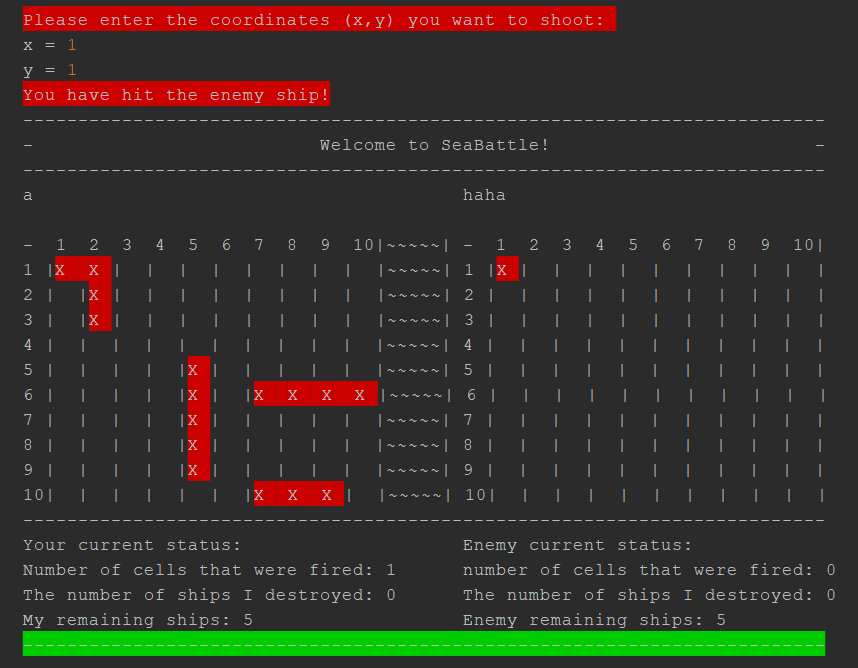 Please enter the coordinates (x,y) you want to shoot:
x = 1
y = 1
You have hit the enemy ship!
------------------------------------------------------------------------
-                             Welcome to SeaBattle!                           -
------------------------------------------------------------------------
a                                            haha
-  1  2  3  4  5  6  7  8  9  10|~~~~~| -  1  2  3  4  5  6  7  8  9  10|
1 |X  X |  |  |  |  |  |  |  |~~~~~| 1 |X |  |  |  |  |  |  |  |  |  |
2 |  |X |  |  |  |  |  |  |  |  |~~~~~| 2 |  |  |  |  |  |  |  |  |  |  |
3 |  |X |  |  |  |  |  |  |  |  |~~~~~| 3 |  |  |  |  |  |  |  |  |  |  |
4 |  |  |  |  |  |  |  |  |  |  |~~~~~| 4 |  |  |  |  |  |  |  |  |  |  |
5 |  |  |  |  |X |  |  |  |  |  |~~~~~| 5 |  |  |  |  |  |  |  |  |  |  |
6 |  |  |  |  |X |  |X  X  X  X |~~~~~| 6 |  |  |  |  |  |  |  |  |  |  |
7 |  |  |  |  |X |  |  |  |  |  |~~~~~| 7 |  |  |  |  |  |  |  |  |  |  |
8 |  |  |  |  |X |  |  |  |  |  |~~~~~| 8 |  |  |  |  |  |  |  |  |  |  |
9 |  |  |  |  |X |  |  |  |  |  |~~~~~| 9 |  |  |  |  |  |  |  |  |  |  |
10|  |  |  |  |  |  |X  X  X |  |~~~~~| 10|  |  |  |  |  |  |  |  |  |  |
------------------------------------------------------------------------
Your current status:                    Enemy current status:
Number of cells that were fired: 1      number of cells that were fired: 0
The number of ships I destroyed: 0      The number of ships I destroyed: 0
My remaining ships: 5                   Enemy remaining ships: 5
------------------------------------------------------------------------